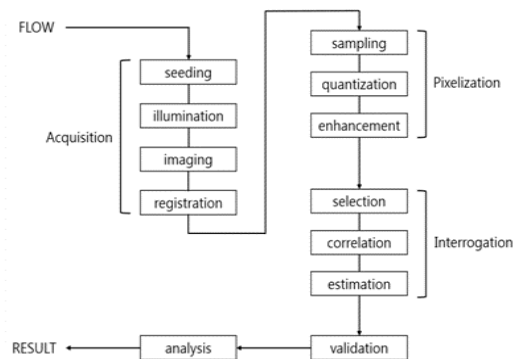 FLOW
Acquisition
seeding
illumination
imaging
registration
sampling
quantization
enhancement
Pixelization
selection
correlation
estimation
Interrogation
validation
analysis
RESULT